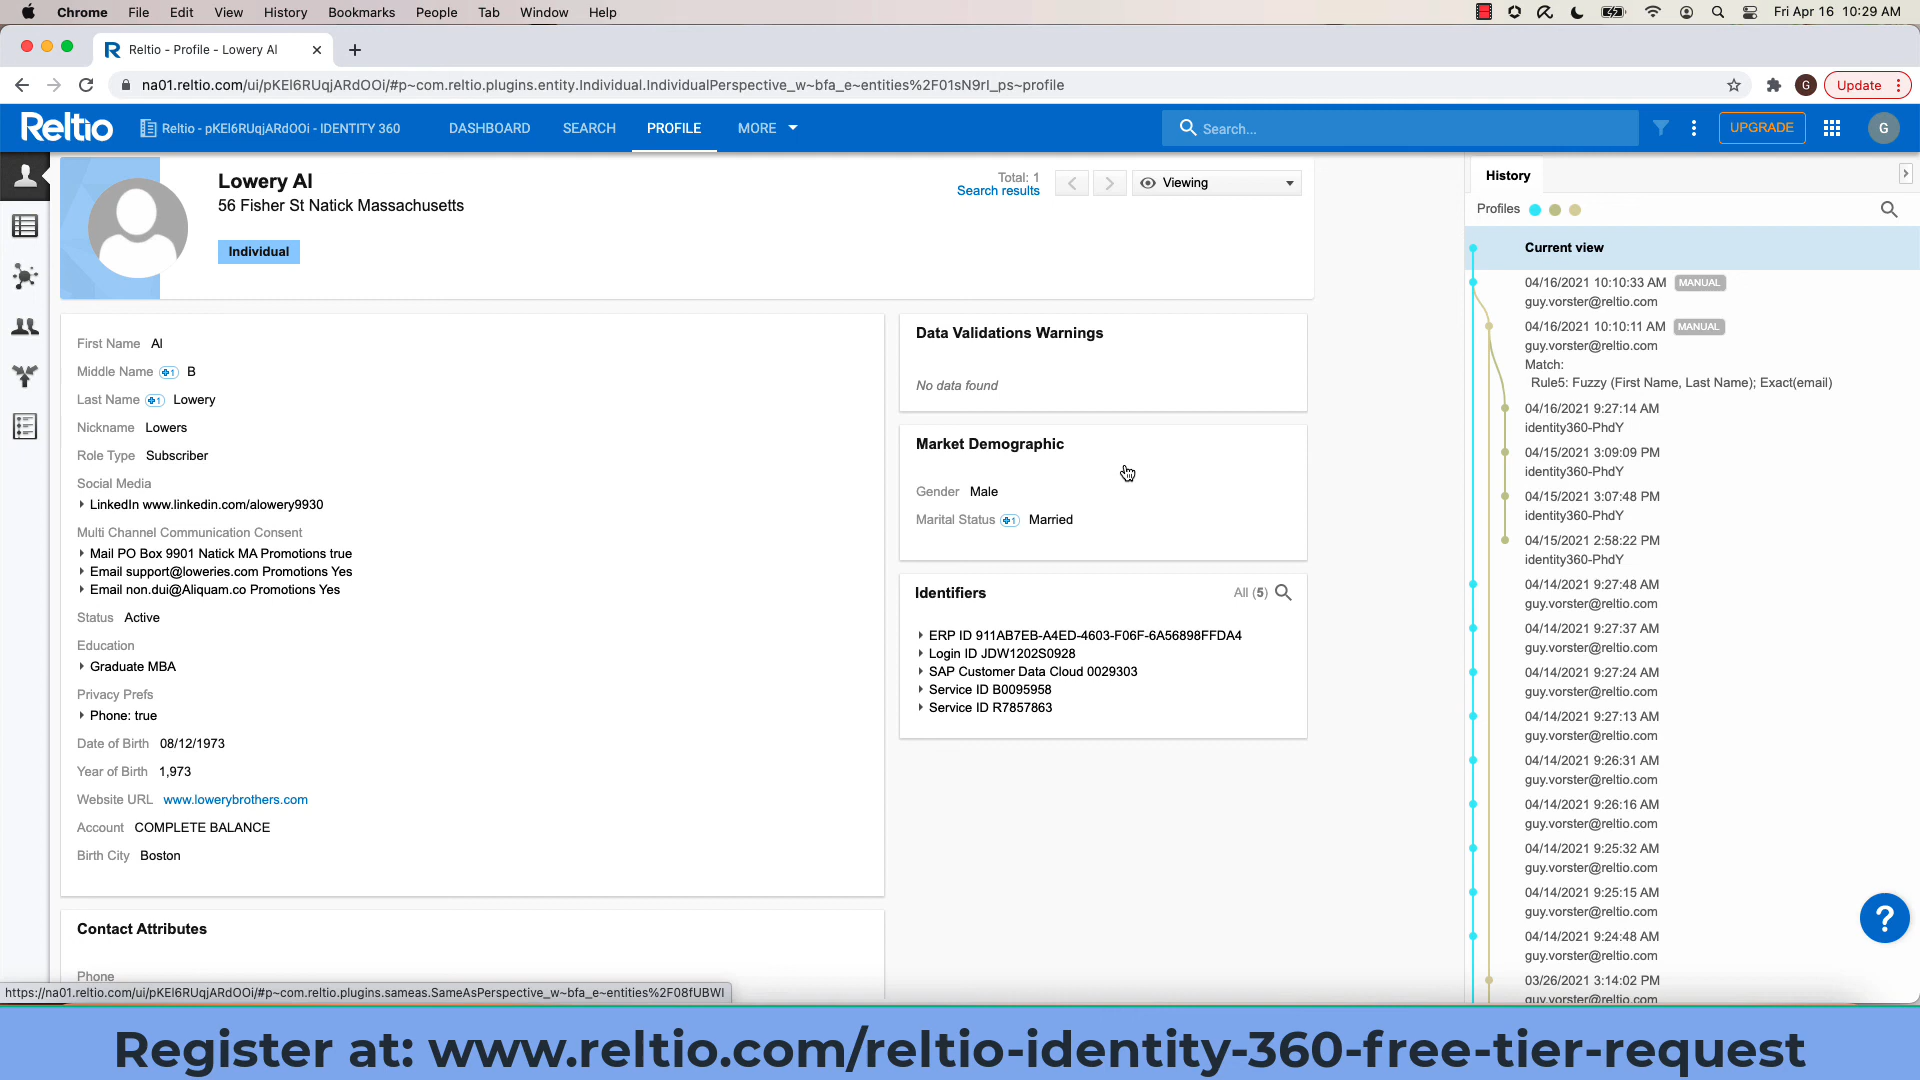 Chrome File Edit View History Bookmarks People Tab Window Help Fri Apr 16 10:29 AM
Reltio - Profile - Lowery Al
na01.reltio.com/ui/pKEl6RUqjARdOOi/#p~com.reltio.plugins.entity.Individual.IndividualPerspective_w~bfa_e~entities%2F01sN9rI_ps~profile G Update
Reltio Reltio - pKEl6RUqjARdOOi - IDENTITY 360 DASHBOARD SEARCH PROFILE MORE Search... UPGRADE G
Lowery Al
56 Fisher St Natick Massachusetts
Individual
Total: 1
Search results
Viewing
First Name Al
Middle Name +1 B
Last Name +1 Lowery
Nickname Lowers
Role Type Subscriber
Social Media
LinkedIn www.linkedin.com/alowery9930
Multi Channel Communication Consent
Mail PO Box 9901 Natick MA Promotions true
Email support@loweries.com Promotions Yes
Email non.dui@Aliquam.co Promotions Yes
Status Active
Education
Graduate MBA
Privacy Prefs
Phone: true
Date of Birth 08/12/1973
Year of Birth 1,973
Website URL www.lowerybrothers.com
Account COMPLETE BALANCE
Birth City Boston
Contact Attributes
Phone
Data Validations Warnings
No data found
Market Demographic
Gender Male
Marital Status +1 Married
Identifiers All (5)
ERP ID 911AB7EB-A4ED-4603-F06F-6A56898FFDA4
Login ID JDW1202S0928
SAP Customer Data Cloud 0029303
Service ID B0095958
Service ID R7857863
History
Profiles
Current view
04/16/2021 10:10:33 AM MANUAL
guy.vorster@reltio.com
04/16/2021 10:10:11 AM MANUAL
guy.vorster@reltio.com
Match:
Rule5: Fuzzy (First Name, Last Name); Exact(email)
04/16/2021 9:27:14 AM
identity360-PhdY
04/15/2021 3:09:09 PM
identity360-PhdY
04/15/2021 3:07:48 PM
identity360-PhdY
04/15/2021 2:58:22 PM
identity360-PhdY
04/14/2021 9:27:48 AM
guy.vorster@reltio.com
04/14/2021 9:27:37 AM
guy.vorster@reltio.com
04/14/2021 9:27:24 AM
guy.vorster@reltio.com
04/14/2021 9:27:13 AM
guy.vorster@reltio.com
04/14/2021 9:26:31 AM
guy.vorster@reltio.com
04/14/2021 9:26:16 AM
guy.vorster@reltio.com
04/14/2021 9:25:32 AM
guy.vorster@reltio.com
04/14/2021 9:25:15 AM
guy.vorster@reltio.com
04/14/2021 9:24:48 AM
guy.vorster@reltio.com
03/26/2021 3:14:02 PM
guy.vorster@reltio.com
?
https://na01.reltio.com/ui/pKEl6RUqjARdOOi/#p~com.reltio.plugins.sameas.SameAsPerspective_w~bfa_e~entities%2F08fUBWI
Register at: www.reltio.com/reltio-identity-360-free-tier-request